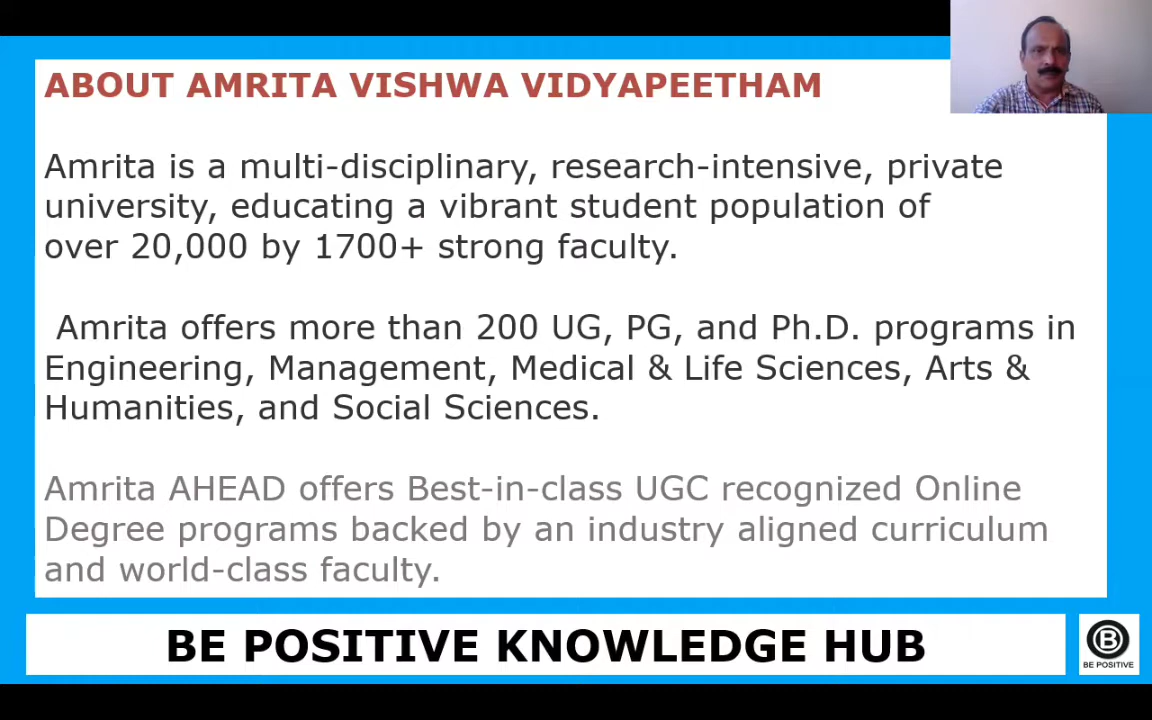 ABOUT AMRITA VISHWA VIDYAPEETHAM
Amrita is a multi-disciplinary, research-intensive, private
university, educating a vibrant student population of
over 20,000 by 1700+ strong faculty.
Amrita offers more than 200 UG, PG, and Ph.D. programs in
Engineering, Management, Medical & Life Sciences, Arts &
Humanities, and Social Sciences.
Amrita AHEAD offers Best-in-class UGC recognized Online
Degree programs backed by an industry aligned curriculum
and world-class faculty.
BE POSITIVE KNOWLEDGE HUB
B
BE POSITIVE